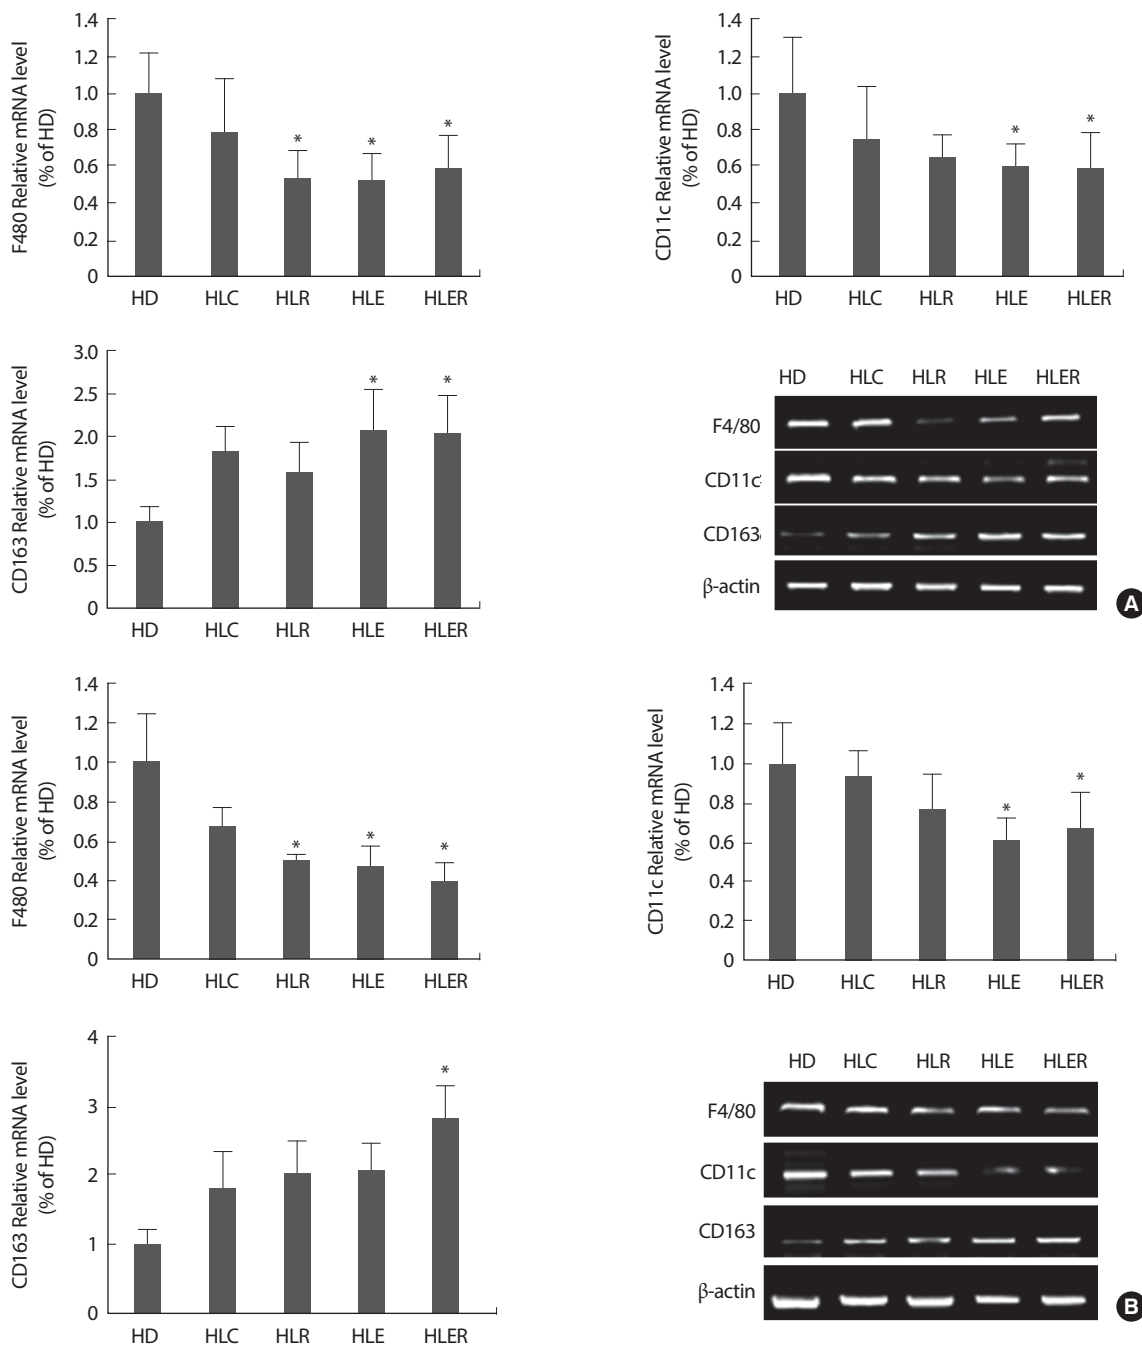 1.4
1.2
1.0
0.8
0.6
0.4
0.2
0
F480 Relative mRNA level
(% of HD)
* * *
HD HLC HLR HLE HLER
1.4
1.2
1.0
0.8
0.6
0.4
0.2
0
CD11c Relative mRNA level
(% of HD)
* *
HD HLC HLR HLE HLER
3.0
2.5
2.0
1.5
1.0
0.5
0
CD163 Relative mRNA level
(% of HD)
* *
HD HLC HLR HLE HLER
HD HLC HLR HLE HLER
F4/80
CD11c
CD163
β-actin
A
1.4
1.2
1.0
0.8
0.6
0.4
0.2
0
F480 Relative mRNA level
(% of HD)
* * *
HD HLC HLR HLE HLER
1.4
1.2
1.0
0.8
0.6
0.4
0.2
0
CD11c Relative mRNA level
(% of HD)
* *
HD HLC HLR HLE HLER
4
3
2
1
0
CD163 Relative mRNA level
(% of HD)
*
HD HLC HLR HLE HLER
HD HLC HLR HLE HLER
F4/80
CD11c
CD163
β-actin
B